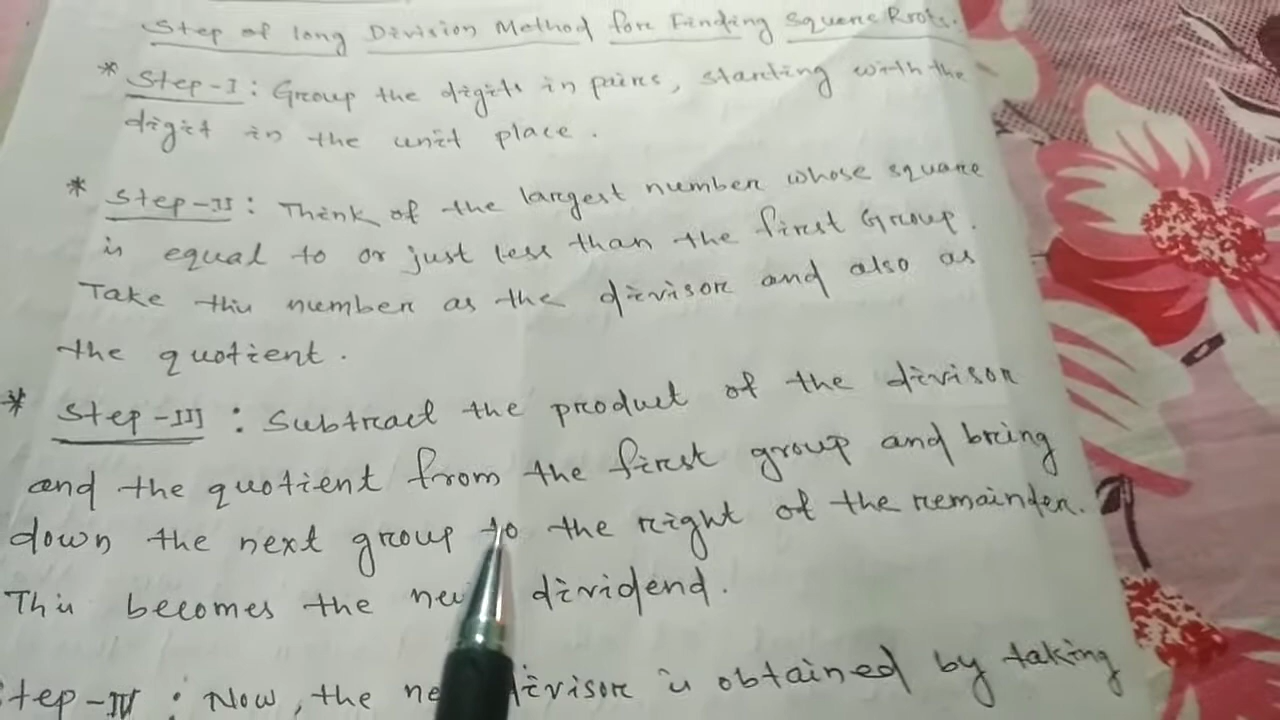 Step of long Division Method for Finding Square Roots.
* Step-I : Group the digits in pairs, starting with the
digit in the unit place.
* Step-II : Think of the largest number whose square
is equal to or just less than the first Group.
Take this number as the divisor and also as
the quotient.
* Step-III : Subtract the product of the divisor
and the quotient from the first group and bring
down the next group to the right of the remainder.
This becomes the new dividend.
Step-IV : Now, the new divisor is obtained by taking